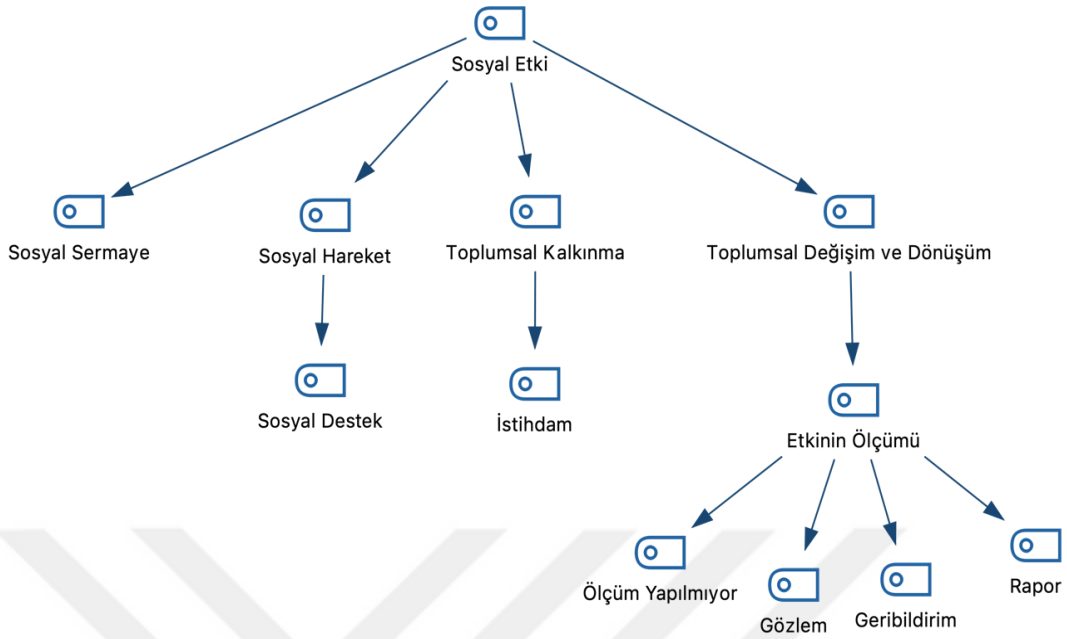 Sosyal Etki
Sosyal Sermaye
Sosyal Hareket
Toplumsal Kalkınma
Toplumsal Değişim ve Dönüşüm
Sosyal Destek
İstihdam
Etkinin Ölçümü
Ölçüm Yapılmıyor
Gözlem
Geribildirim
Rapor